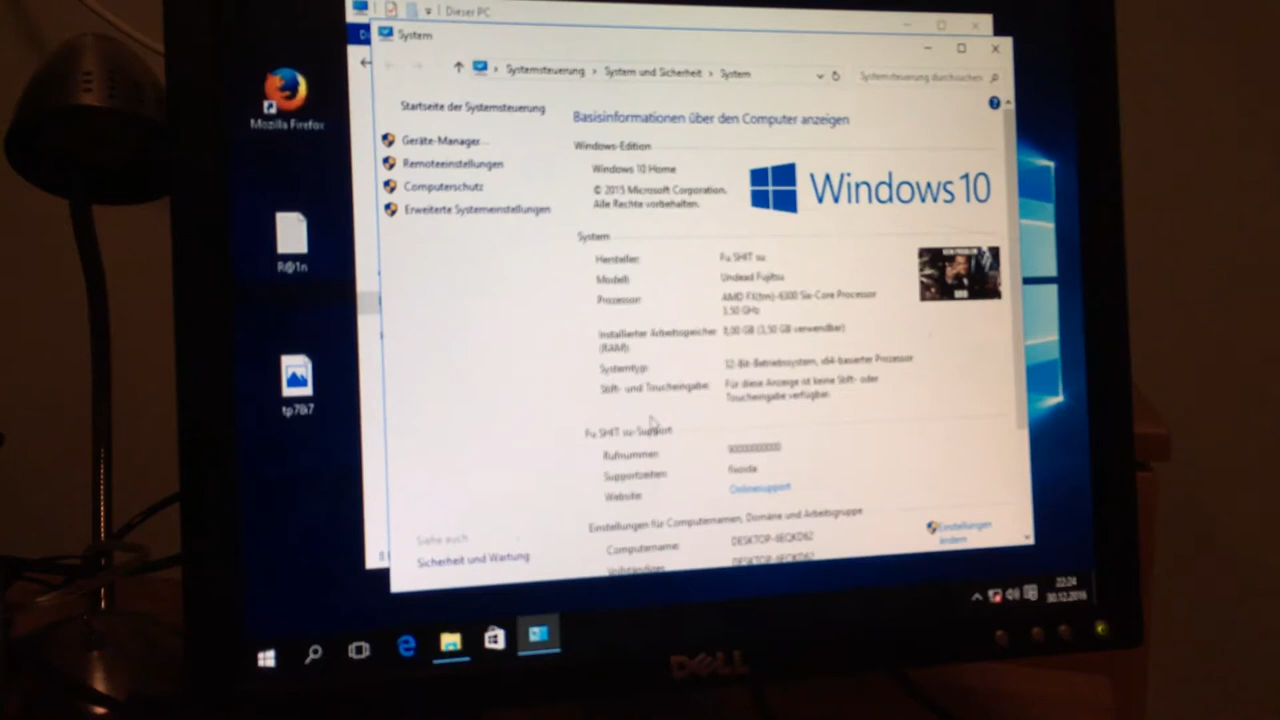 Dieser PC
System
Systemsteuerung > System und Sicherheit > System
Systemsteuerung durchsuchen
Mozilla Firefox
R@1n
tp78i7
Startseite der Systemsteuerung
Geräte-Manager
Remoteeinstellungen
Computerschutz
Erweiterte Systemeinstellungen
Siehe auch
Sicherheit und Wartung
Basisinformationen über den Computer anzeigen
Windows-Edition
Windows 10 Home
© 2015 Microsoft Corporation.
Alle Rechte vorbehalten.
Windows 10
System
Hersteller: Fu SHIT su
Modell: Undead Fujitsu
Prozessor: AMD FX(tm)-6300 Six-Core Processor
3.50 GHz
Installierter Arbeitsspeicher 8,00 GB (3,50 GB verwendbar)
(RAM):
Systemtyp: 32-Bit-Betriebssystem, x64-basierter Prozessor
Stift- und Toucheingabe: Für diese Anzeige ist keine Stift- oder
Toucheingabe verfügbar.
Fu SHIT su-Support
Rufnummer:
Supportzeiten:
Website: Onlinesupport
Einstellungen für Computernamen, Domäne und Arbeitsgruppe
Computername: DESKTOP-6EQKD62
Einstellungen
ändern
Vollständiger DESKTOP-6EQKD62
22:24
30.12.2016
DELL